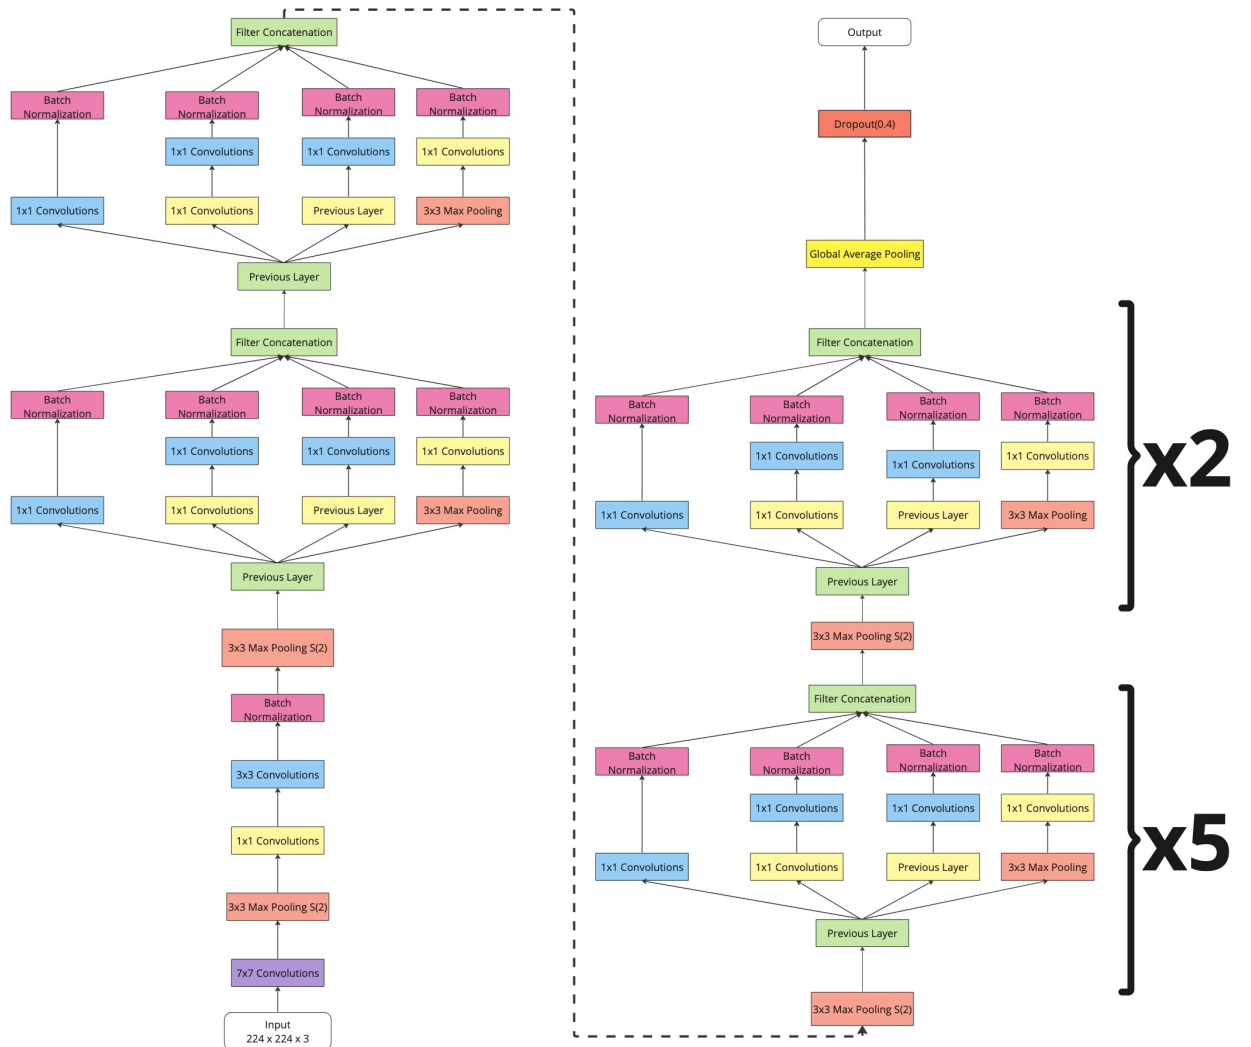 Filter Concatenation
Batch
Normalization
Batch
Normalization
Batch
Normalization
Batch
Normalization
1x1 Convolutions
1x1 Convolutions
1x1 Convolutions
1x1 Convolutions
1x1 Convolutions
Previous Layer
3x3 Max Pooling
Previous Layer
Filter Concatenation
Batch
Normalization
Batch
Normalization
Batch
Normalization
Batch
Normalization
1x1 Convolutions
1x1 Convolutions
1x1 Convolutions
1x1 Convolutions
1x1 Convolutions
Previous Layer
3x3 Max Pooling
Previous Layer
3x3 Max Pooling S(2)
Batch
Normalization
3x3 Convolutions
1x1 Convolutions
3x3 Max Pooling S(2)
7x7 Convolutions
Input
224 x 224 x 3
Output
Dropout(0.4)
Global Average Pooling
Filter Concatenation
Batch
Normalization
Batch
Normalization
Batch
Normalization
Batch
Normalization
1x1 Convolutions
1x1 Convolutions
1x1 Convolutions
x2
1x1 Convolutions
1x1 Convolutions
Previous Layer
3x3 Max Pooling
Previous Layer
3x3 Max Pooling S(2)
Filter Concatenation
Batch
Normalization
Batch
Normalization
Batch
Normalization
Batch
Normalization
1x1 Convolutions
1x1 Convolutions
1x1 Convolutions
x5
1x1 Convolutions
1x1 Convolutions
Previous Layer
3x3 Max Pooling
Previous Layer
3x3 Max Pooling S(2)